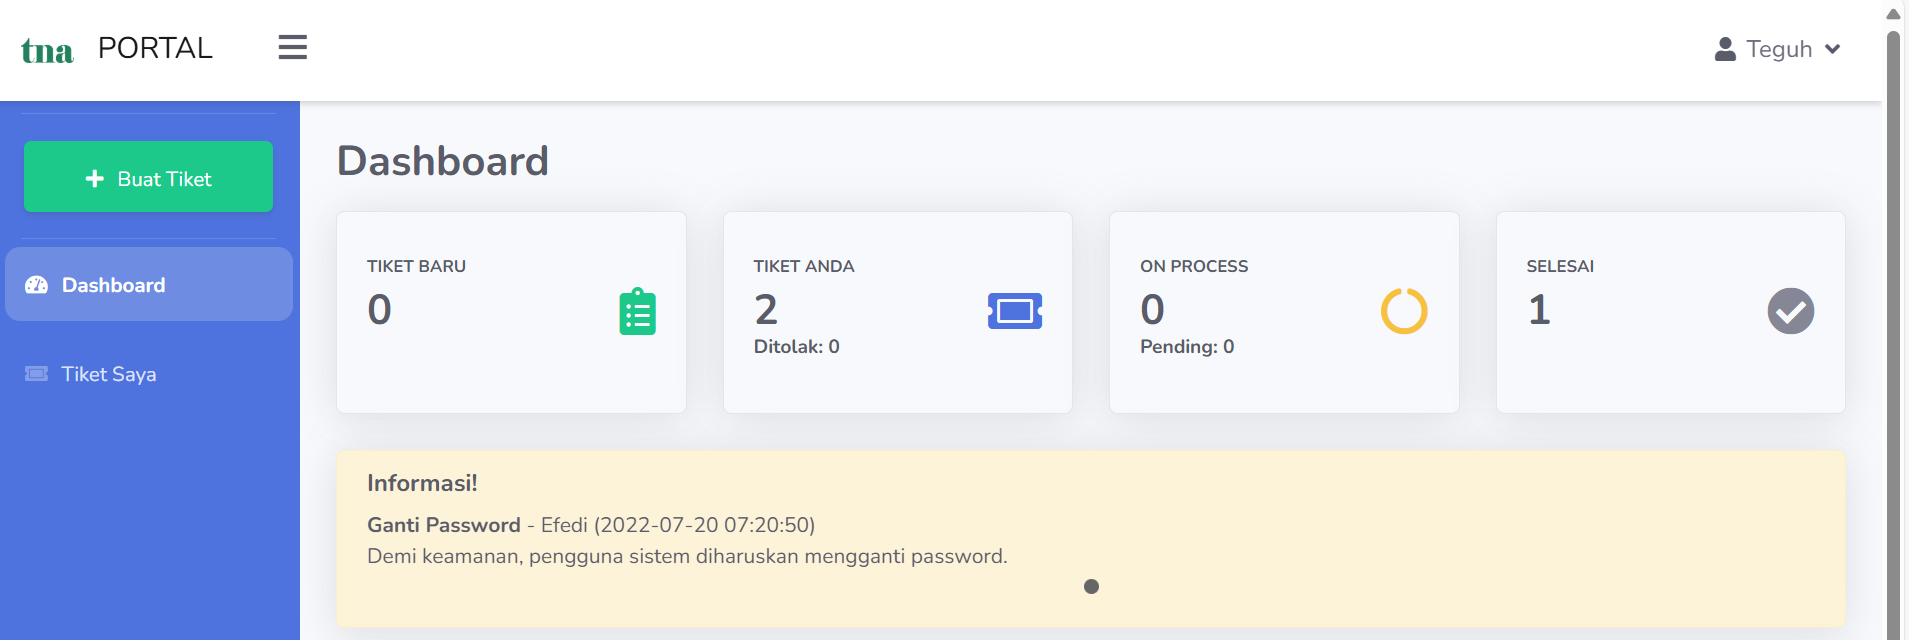 tna PORTAL
Teguh
Buat Tiket
Dashboard
Tiket Saya
Dashboard
TIKET BARU
0
TIKET ANDA
2
Ditolak: 0
ON PROCESS
0
Pending: 0
SELESAI
1
Informasi!
Ganti Password - Efedi (2022-07-20 07:20:50)
Demi keamanan, pengguna sistem diharuskan mengganti password.